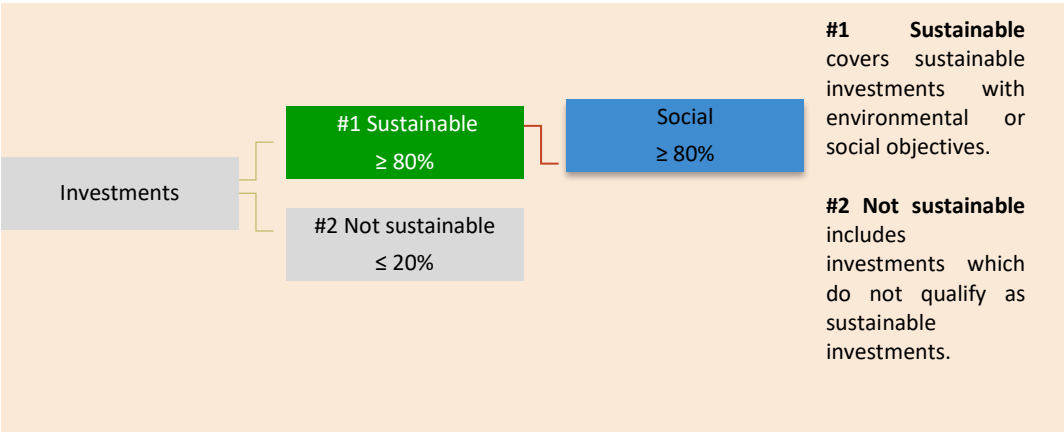 Investments
#1 Sustainable
≥ 80%
#2 Not sustainable
≤ 20%
Social
≥ 80%
#1 Sustainable
covers sustainable
investments with
environmental or
social objectives.
#2 Not sustainable
includes
investments which
do not qualify as
sustainable
investments.